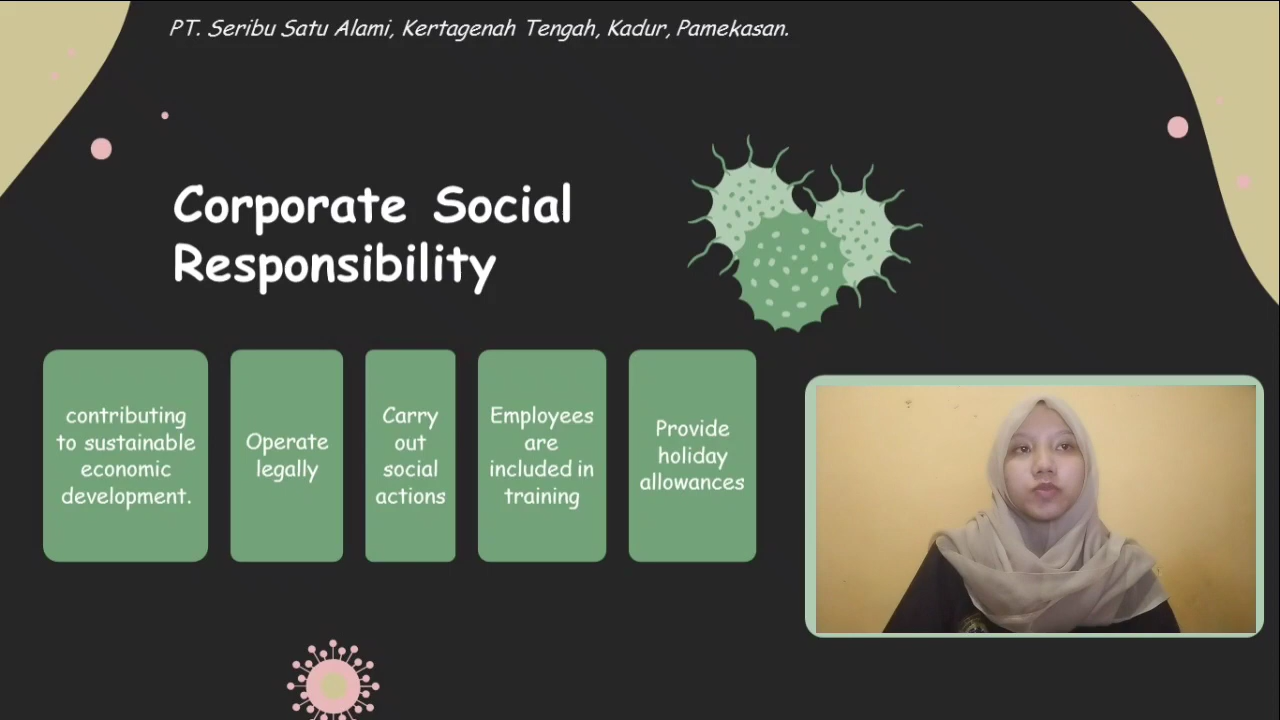 PT. Seribu Satu Alami, Kertagenah Tengah, Kadur, Pamekasan.
Corporate Social
Responsibility
contributing
to sustainable
economic
development.
Operate
legally
Carry
out
social
actions
Employees
are
included in
training
Provide
holiday
allowances